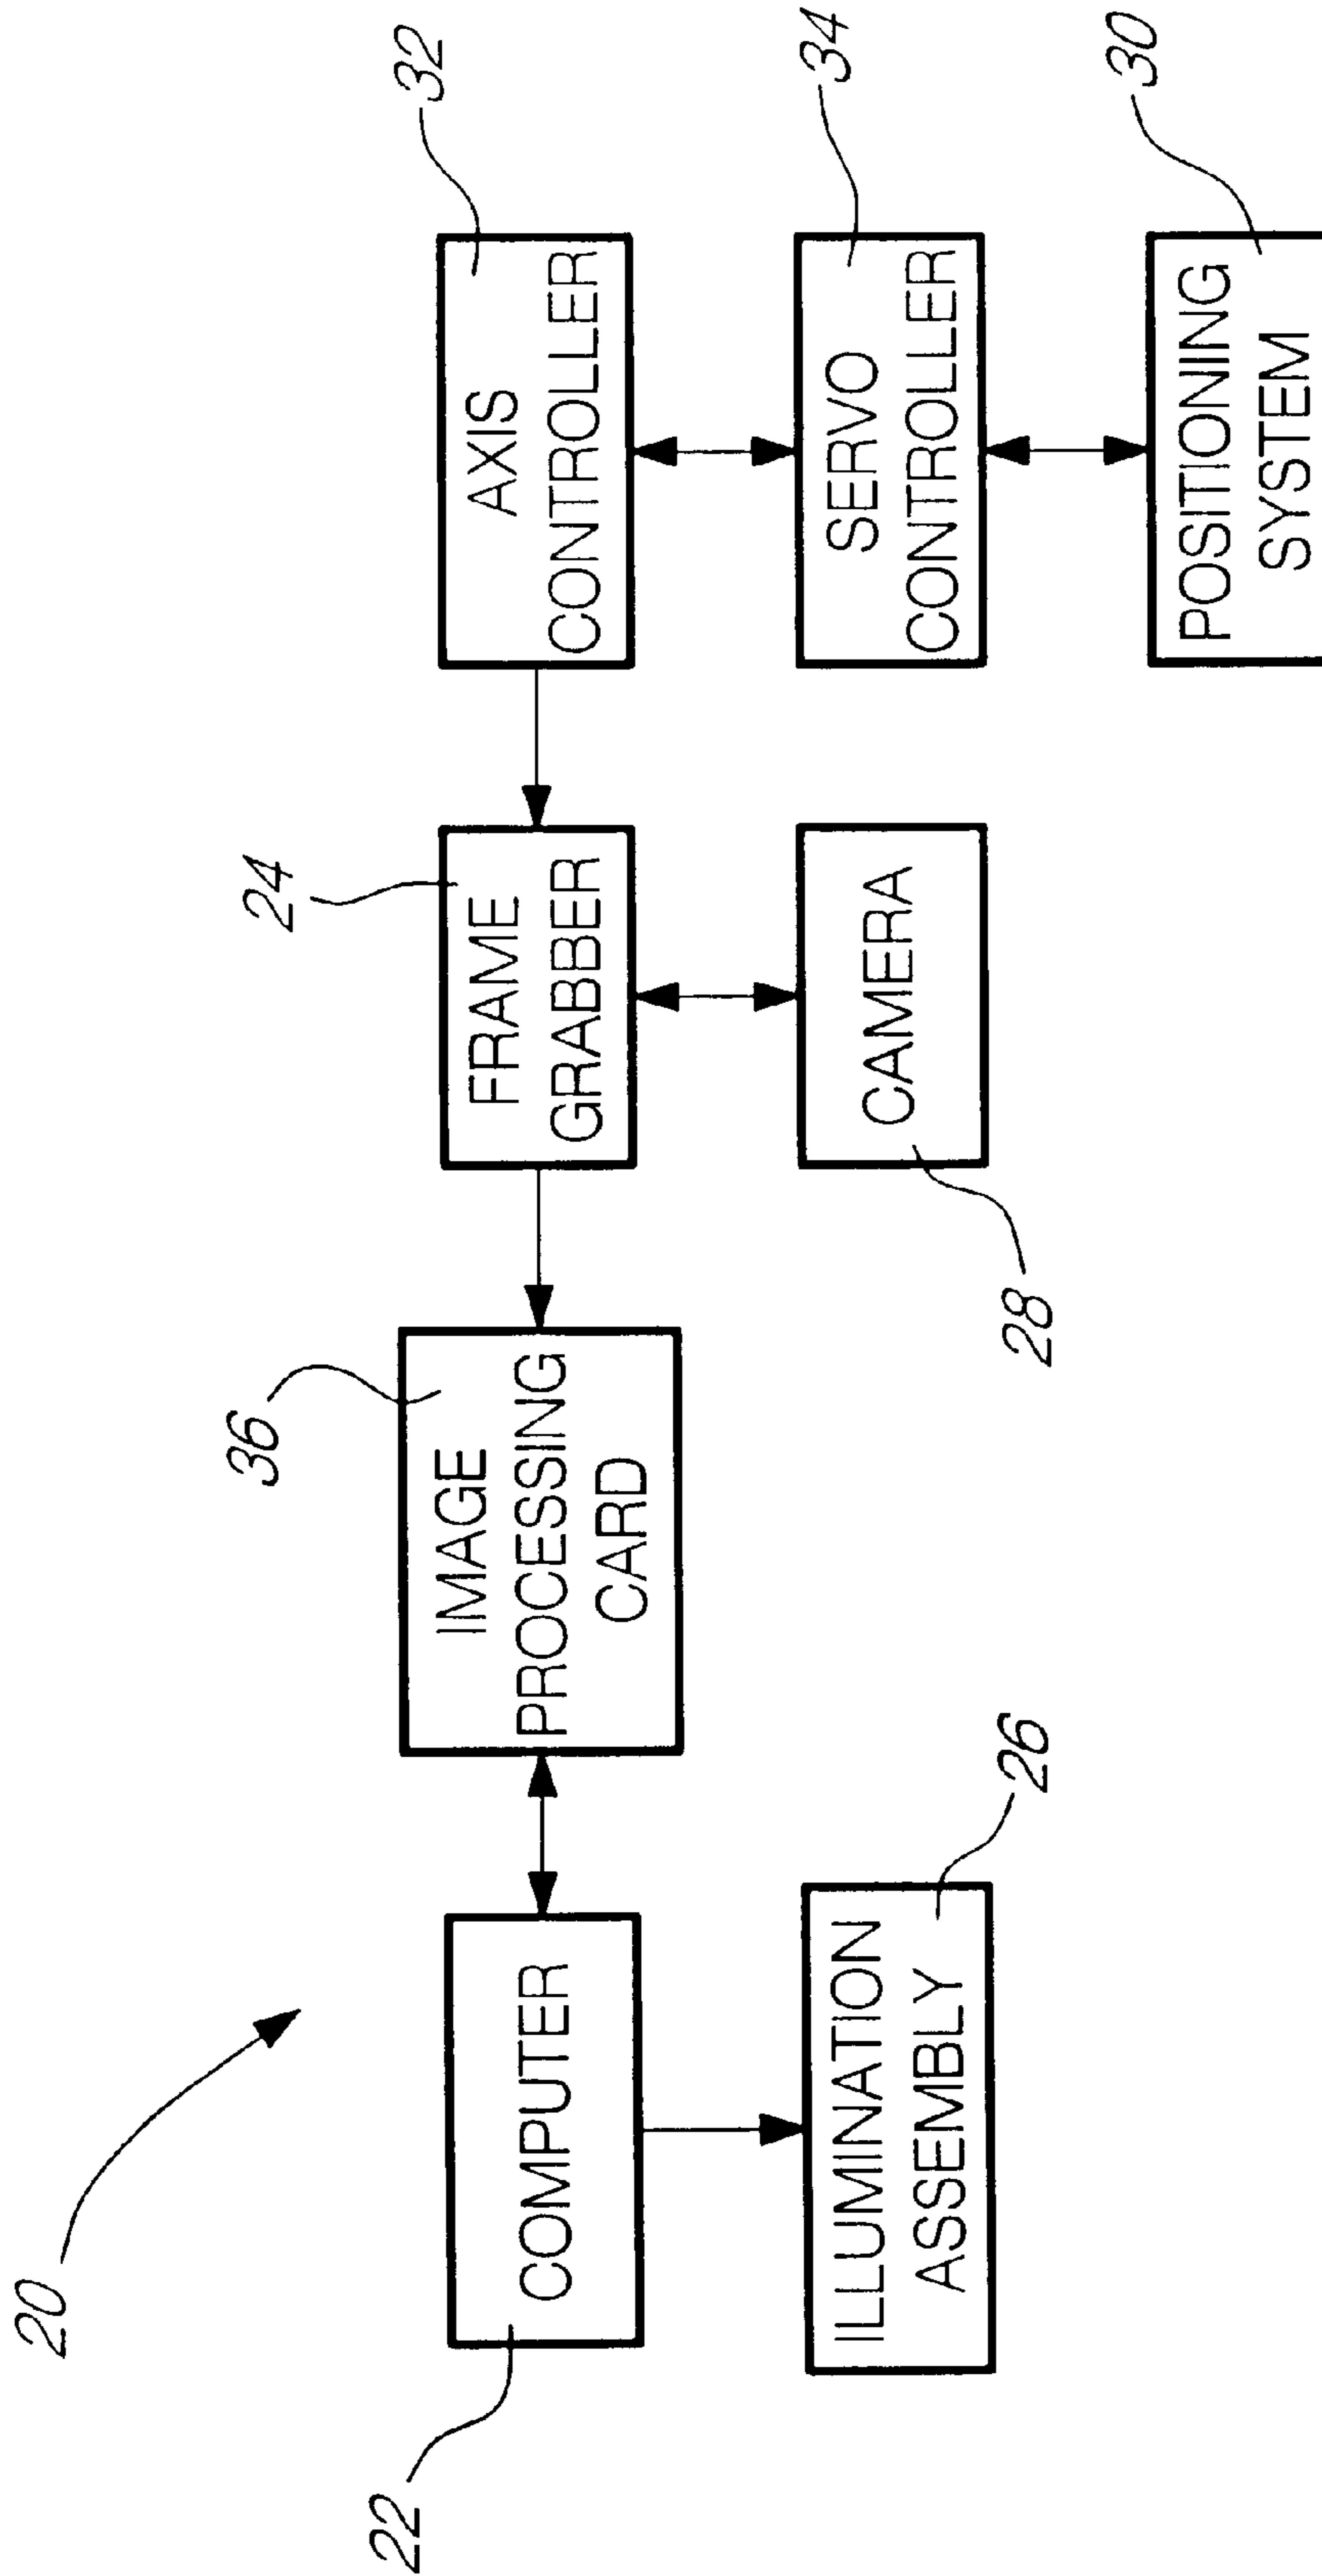 20
22
COMPUTER
ILLUMINATION
ASSEMBLY
26
36
IMAGE
PROCESSING
CARD
24
FRAME
GRABBER
CAMERA
28
32
AXIS
CONTROLLER
34
SERVO
CONTROLLER
30
POSITIONING
SYSTEM